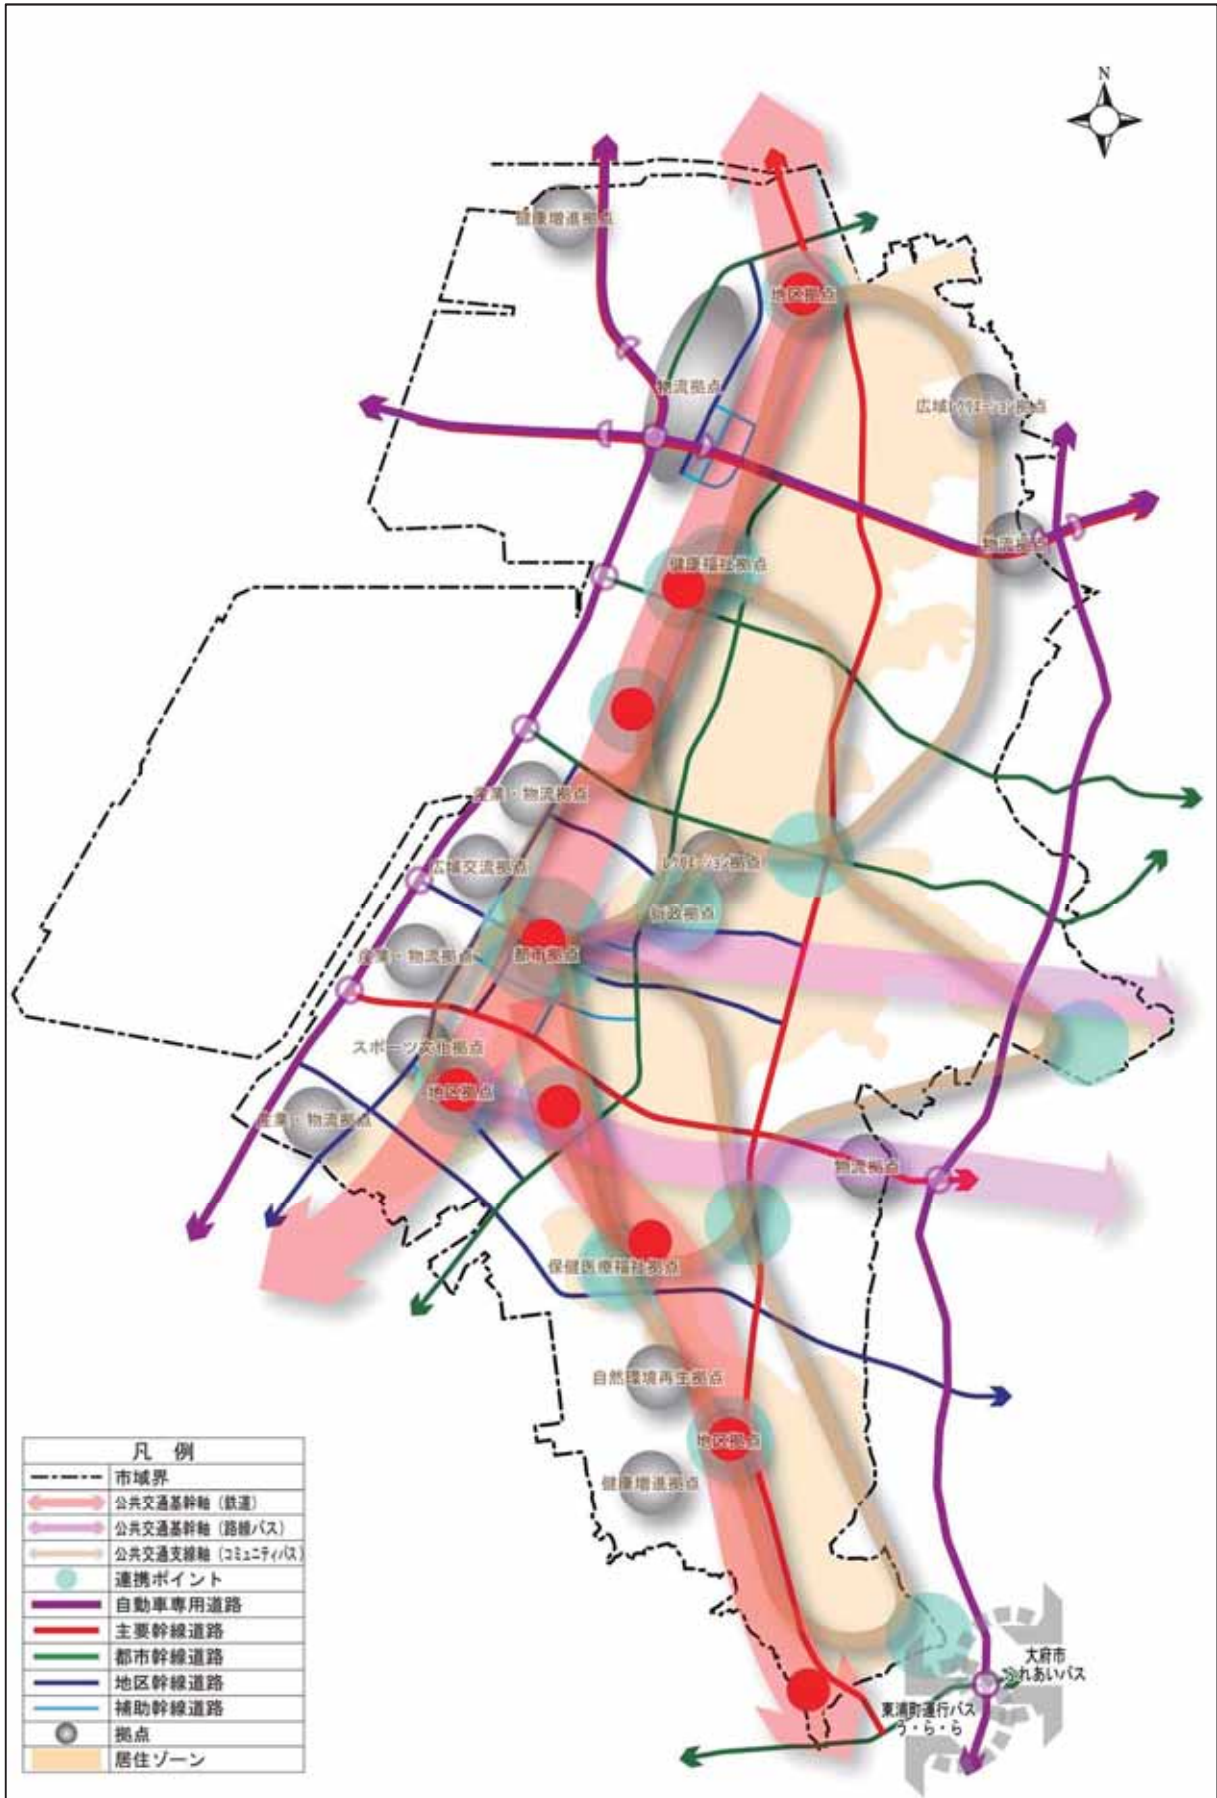 N
健康増進拠点
地区拠点
物流拠点
広域ﾚｸﾘｴｰｼｮﾝ拠点
物流拠点
健康福祉拠点
産業・物流拠点
広域交流拠点
ﾚｸﾘｴｰｼｮﾝ拠点
行政拠点
都市拠点
産業・物流拠点
スポーツ文化拠点
地区拠点
産業・物流拠点
物流拠点
保健医療福祉拠点
自然環境再生拠点
地区拠点
健康増進拠点
大府市
ふれあいバス
東浦町運行バス
う・ら・ら
凡 例
市域界
公共交通基幹軸（鉄道）
公共交通基幹軸（路線バス）
公共交通支線軸（コミュニティバス）
連携ポイント
自動車専用道路
主要幹線道路
都市幹線道路
地区幹線道路
補助幹線道路
拠点
居住ゾーン